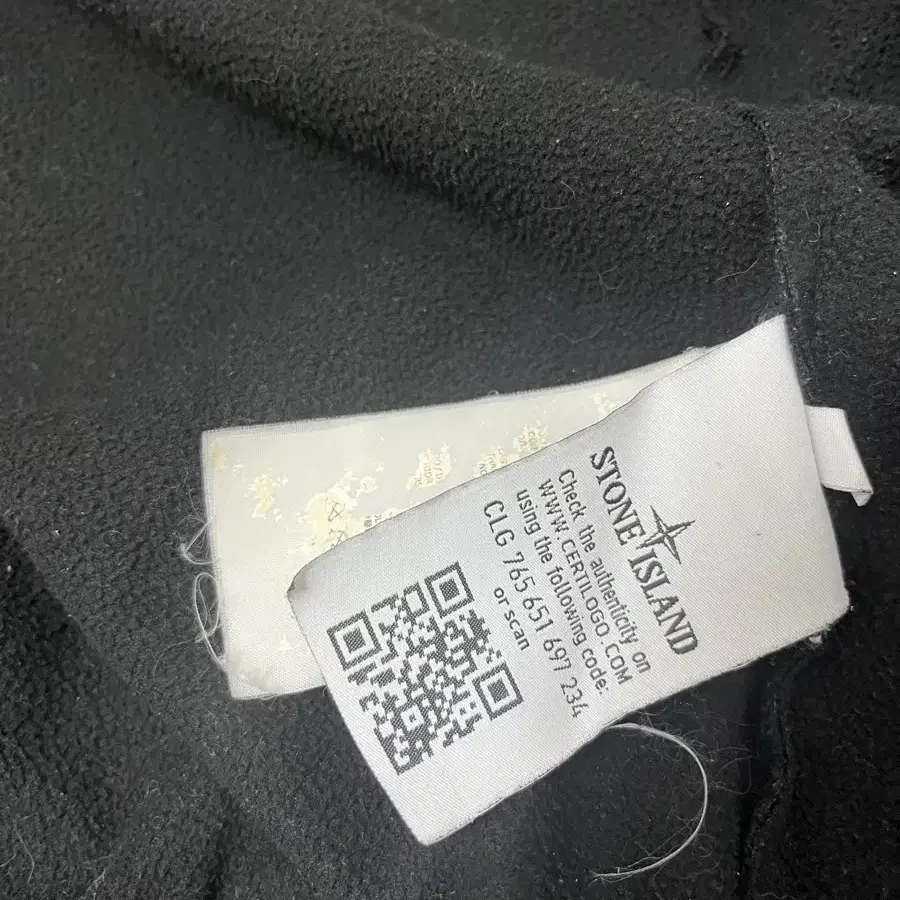 STONE ISLAND
Check the authenticity on
WWW.CERTILOGO.COM
using the following code:
CLG 765 651 697 234
or scan